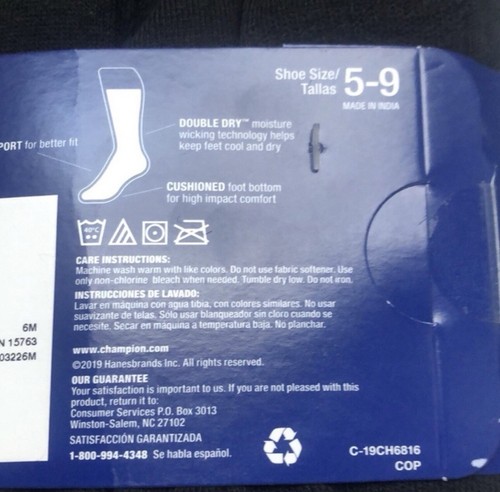 Shoe Size/
Tallas 5-9
MADE IN INDIA
DOUBLE DRY™ moisture
wicking technology helps
keep feet cool and dry
PORT for better fit
CUSHIONED foot bottom
for high impact comfort
40°C
CARE INSTRUCTIONS:
Machine wash warm with like colors. Do not use fabric softener. Use
only non-chlorine bleach when needed. Tumble dry low. Do not iron.
INSTRUCCIONES DE LAVADO:
Lavar en máquina con agua tibia, con colores similares. No usar
suavizante de telas. Sólo usar blanqueador sin cloro cuando se
necesite. Secar en máquina a temperatura baja. No planchar.
6M
N 15763
03226M
www.champion.com
©2019 Hanesbrands Inc. All rights reserved.
OUR GUARANTEE
Your satisfaction is important to us. If you are not pleased with this
product, return it to:
Consumer Services P.O. Box 3013
Winston-Salem, NC 27102
SATISFACCIÓN GARANTIZADA
1-800-994-4348 Se habla español.
C-19CH6816
COP